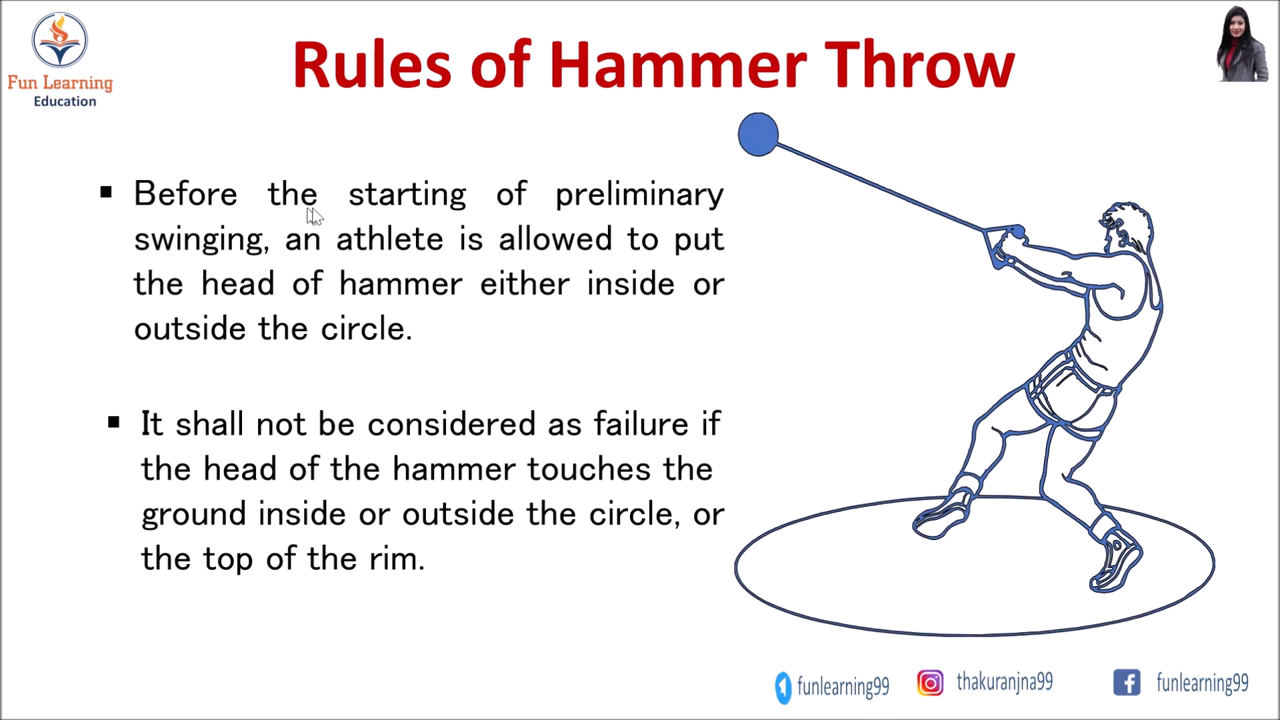 Fun Learning
Education
Rules of Hammer Throw
Before the starting of preliminary
swinging, an athlete is allowed to put
the head of hammer either inside or
outside the circle.
It shall not be considered as failure if
the head of the hammer touches the
ground inside or outside the circle, or
the top of the rim.
funlearning99
thakuranjna99
funlearning99